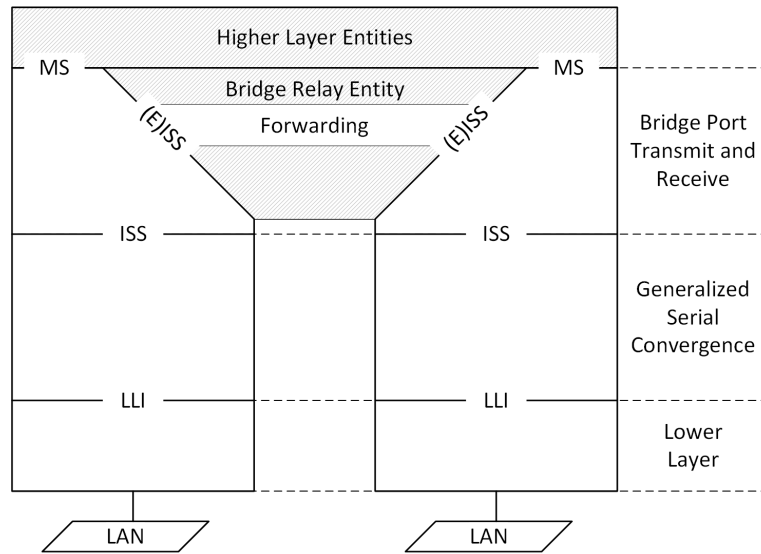 Higher Layer Entities
MS
MS
Bridge Relay Entity
(E)ISS
Forwarding
(E)ISS
Bridge Port
Transmit and
Receive
ISS
ISS
Generalized
Serial
Convergence
LLI
LLI
Lower
Layer
LAN
LAN